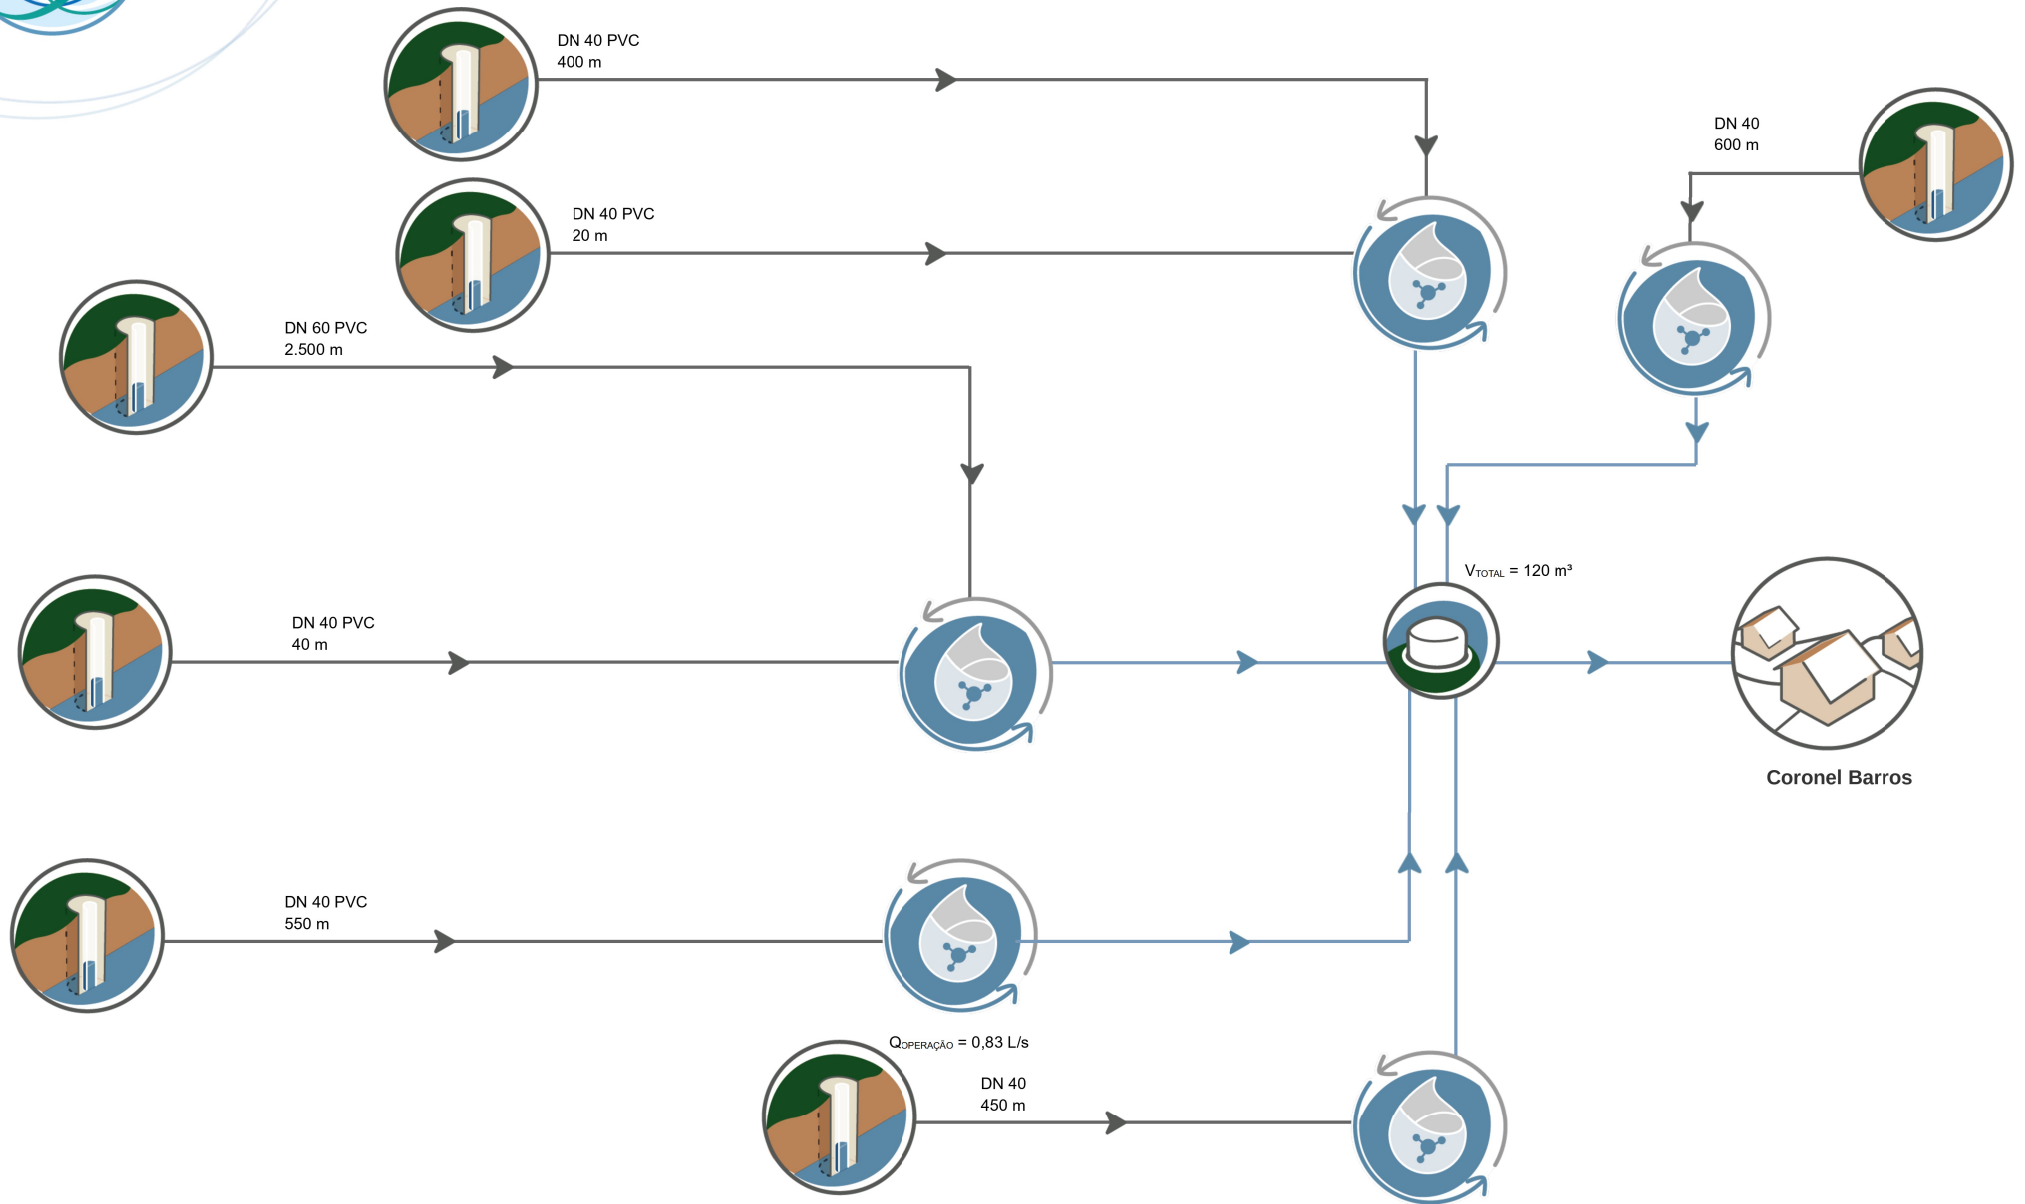 DN 40 PVC
400 m
DN 40
600 m
DN 40 PVC
20 m
DN 60 PVC
2.500 m
VTOTAL = 120 m³
DN 40 PVC
40 m
Coronel Barros
DN 40 PVC
550 m
QOPERAÇÃO = 0,83 L/s
DN 40
450 m